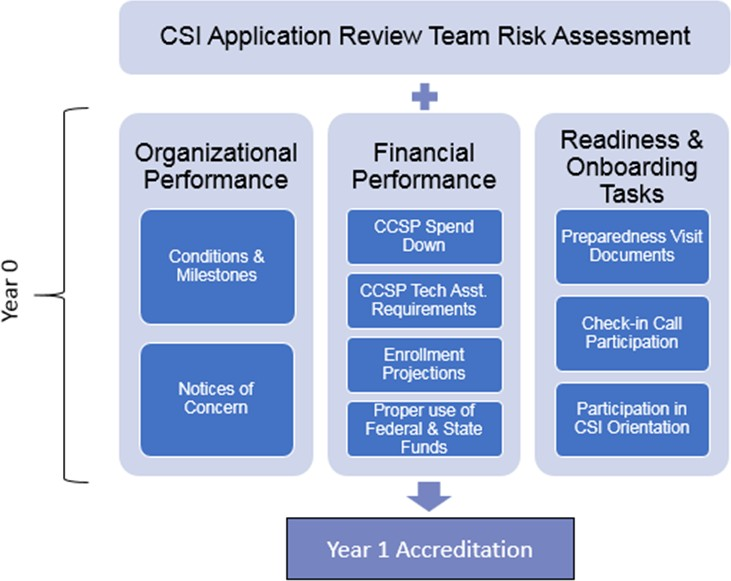 CSI Application Review Team Risk Assessment
Year 0
Organizational
Performance
Conditions &
Milestones
Notices of
Concern
Financial
Performance
CCSP Spend
Down
CCSP Tech Asst.
Requirements
Enrollment
Projections
Proper use of
Federal & State
Funds
Readiness &
Onboarding
Tasks
Preparedness Visit
Documents
Check-in Call
Participation
Participation in
CSI Orientation
Year 1 Accreditation